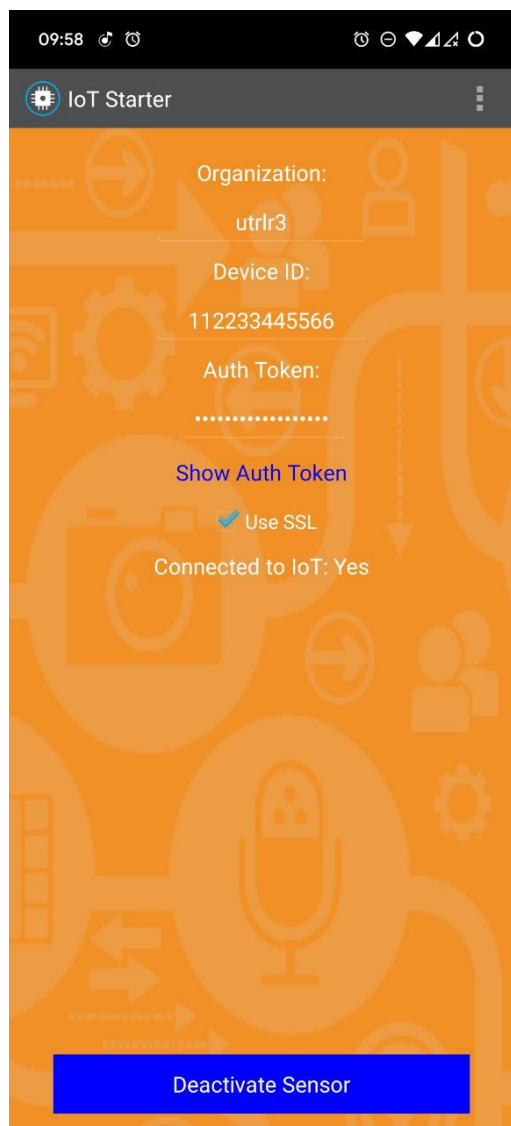 09:58
IoT Starter
Organization:
utrlr3
Device ID:
112233445566
Auth Token:
••••••••••••••••••
Show Auth Token
Use SSL
Connected to IoT: Yes
Deactivate Sensor